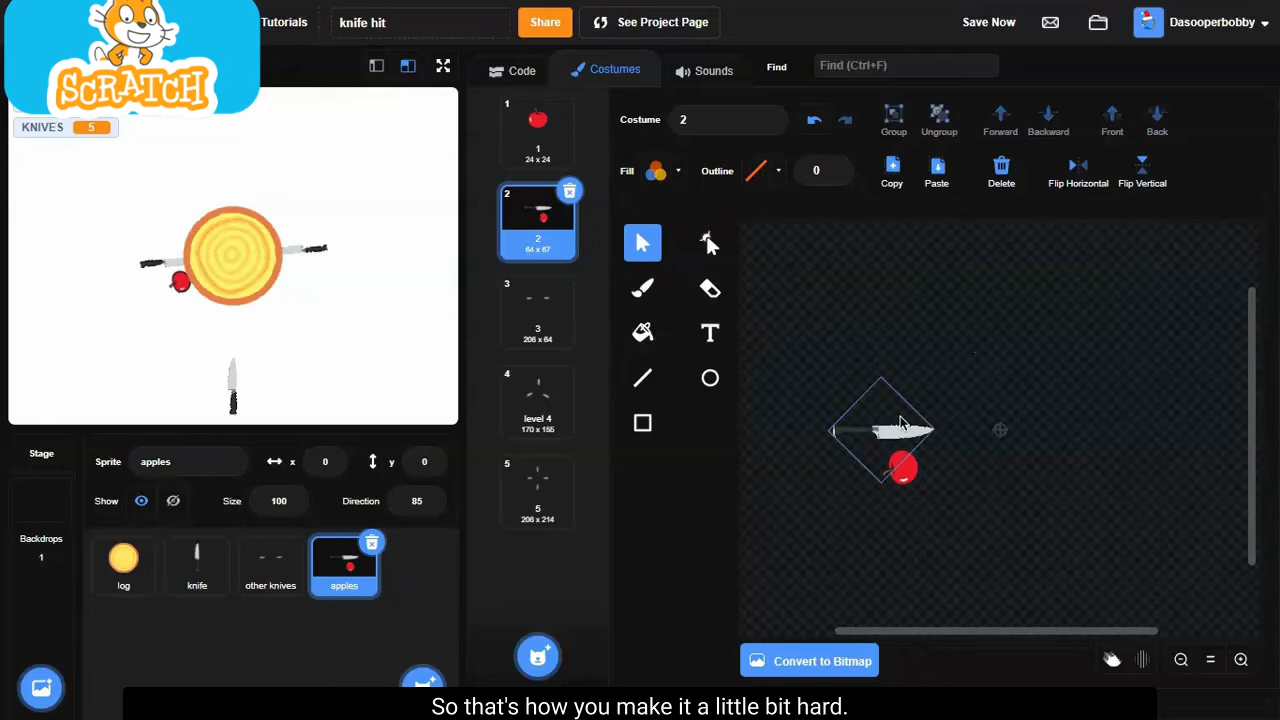 Tutorials
knife hit
Share
See Project Page
Save Now
Dasooperbobby
SCRATCH
Code
Costumes
Sounds
Find
Find (Ctrl+F)
KNIVES 5
1
1
24 x 24
2
2
64 x 67
3
3
206 x 64
4
level 4
170 x 155
5
5
206 x 214
Costume
2
Group
Ungroup
Forward
Backward
Front
Back
Fill
Outline
0
Copy
Paste
Delete
Flip Horizontal
Flip Vertical
T
Stage
Backdrops
1
Sprite
apples
x
0
y
0
Show
Size
100
Direction
85
log
knife
other knives
apples
Convert to Bitmap
So that's how you make it a little bit hard.